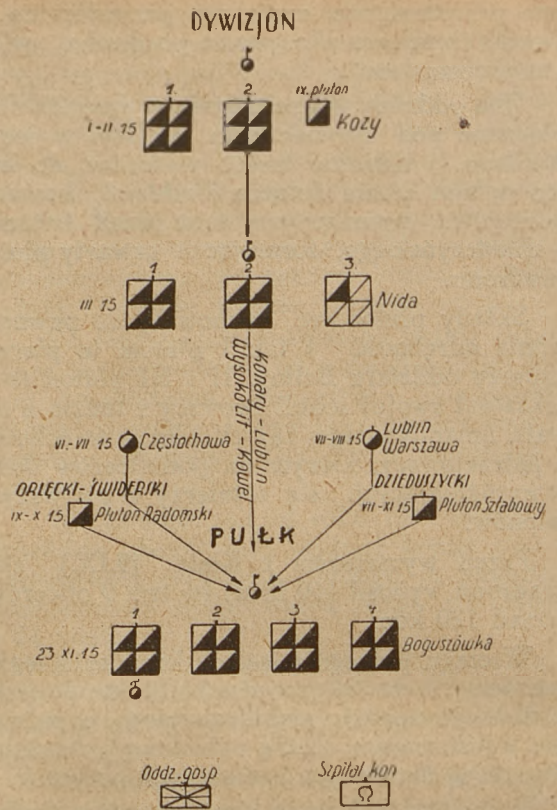 DYWIZJON
1. 2. IX. pluton
I-II. 15 Kozy
1 2 3
III 15 Nida
Konary - Lublin
Wysoko Lit - Kowel
VI.-VII. 15 Częstochowa
VII-VIII. 15 Lublin
Warszawa
ORLĘCKI-ŚWIDERSKI
IX-X. 15 Pluton Radomski
DZIEDUSZYCKI
VII-XI. 15 Pluton Sztabowy
PUŁK
1 2 3 4
23 XI. 15 Boguszówka
Oddz. gosp Szpital kon